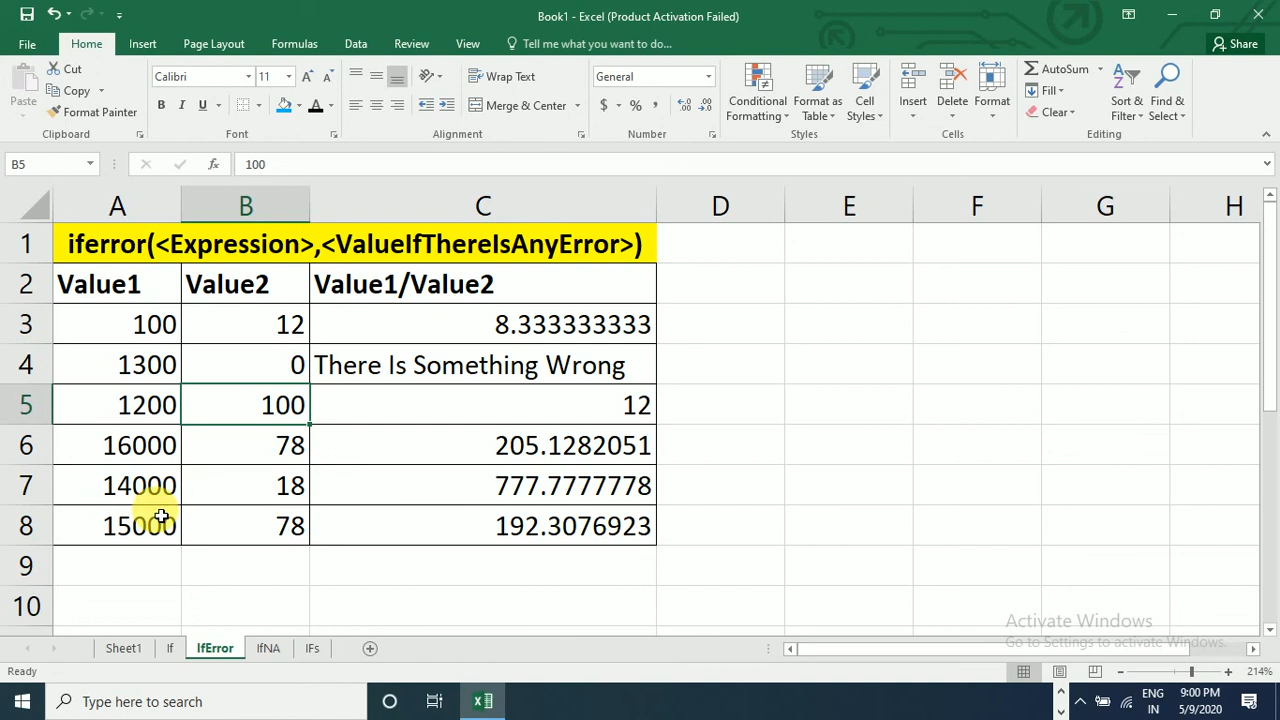 Book1 - Excel (Product Activation Failed)
File Home Insert Page Layout Formulas Data Review View Tell me what you want to do... Share
Paste
Cut
Copy
Format Painter
Clipboard
Calibri 11
B I U A
Font
Wrap Text
Merge & Center
Alignment
General
$ % ,
Number
Conditional Formatting
Format as Table
Cell Styles
Styles
Insert
Delete
Format
Cells
AutoSum
Fill
Clear
Sort & Filter
Find & Select
Editing
B5 fx 100
A B C D E F G H
1 iferror(<Expression>,<ValueIfThereIsAnyError>)
2 Value1 Value2 Value1/Value2
3 100 12 8.333333333
4 1300 0 There Is Something Wrong
5 1200 100 12
6 16000 78 205.1282051
7 14000 18 777.7777778
8 15000 78 192.3076923
9
10
Activate Windows
Go to Settings to activate Windows.
Sheet1 If IfError IfNA IFs
Ready 214%
Type here to search
ENG 9:00 PM
IN 5/9/2020